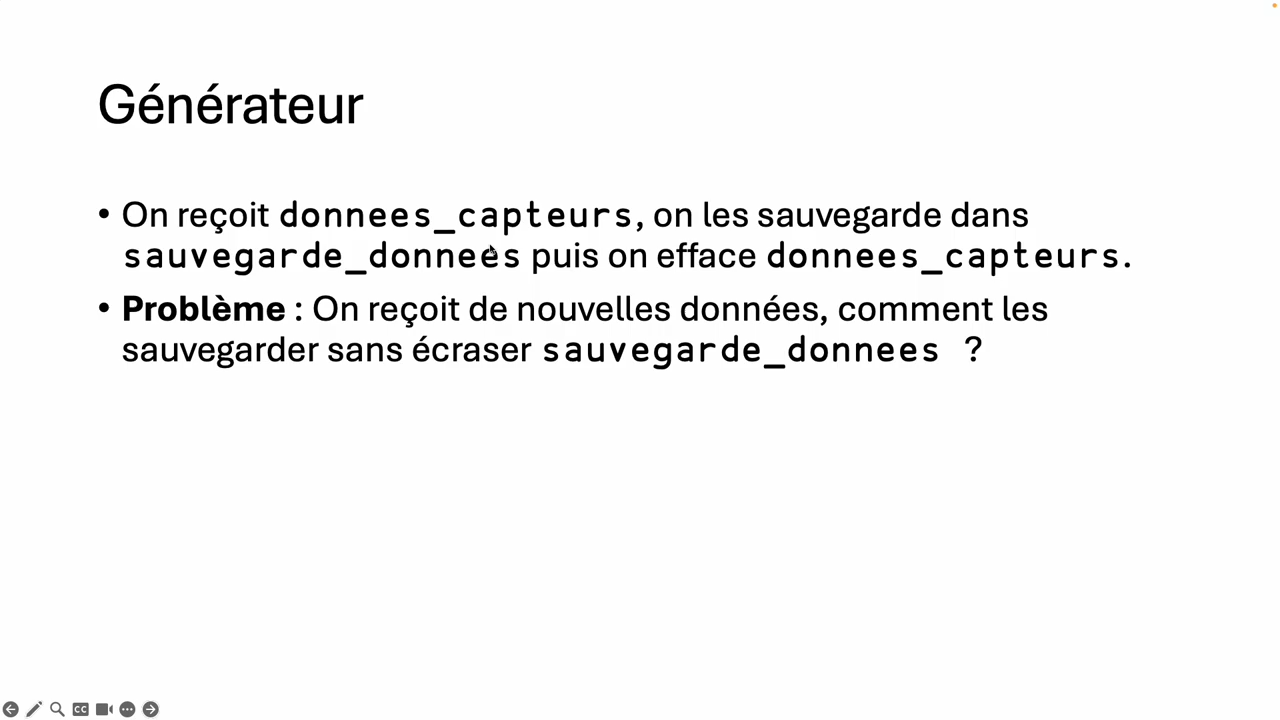 Générateur
• On reçoit donnees_capteurs, on les sauvegarde dans
sauvegarde_donnees puis on efface donnees_capteurs.
• Problème : On reçoit de nouvelles données, comment les
sauvegarder sans écraser sauvegarde_donnees ?
CC